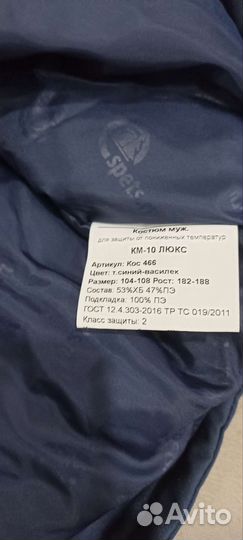 spets
Костюм муж.
для защиты от пониженных температур
КМ-10 ЛЮКС
Артикул: Кос 466
Цвет: т.синий-василек
Размер: 104-108 Рост: 182-188
Состав: 53%ХБ 47%ПЭ
Подкладка: 100% ПЭ
ГОСТ 12.4.303-2016 ТР ТС 019/2011
Класс защиты: 2
Avito